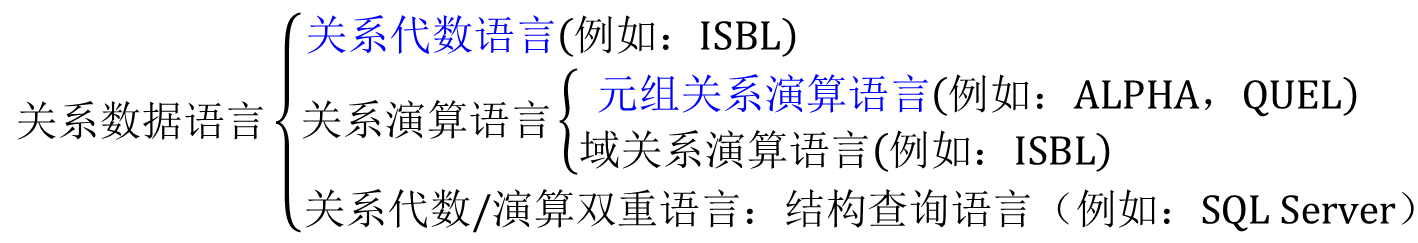 关系代数语言(例如：ISBL)
元组关系演算语言(例如：ALPHA，QUEL)
关系数据语言 关系演算语言
域关系演算语言(例如：ISBL)
关系代数/演算双重语言：结构查询语言（例如：SQL Server）